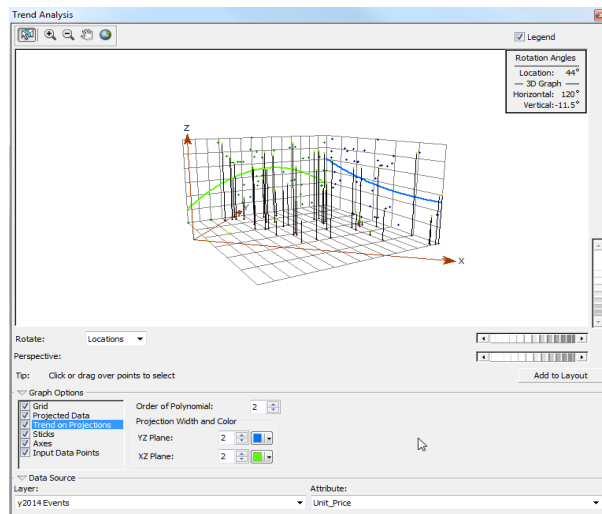 Trend Analysis
Legend
Rotation Angles
Location: 44°
3D Graph
Horizontal: 120°
Vertical:-11.5°
Z
Y
X
Rotate: Locations
Perspective:
Tip: Click or drag over points to select
Add to Layout
Graph Options
Grid
Projected Data
Trend on Projections
Sticks
Axes
Input Data Points
Order of Polynomial: 2
Projection Width and Color
YZ Plane: 2
XZ Plane: 2
Data Source
Layer: Attribute:
y2014 Events Unit_Price